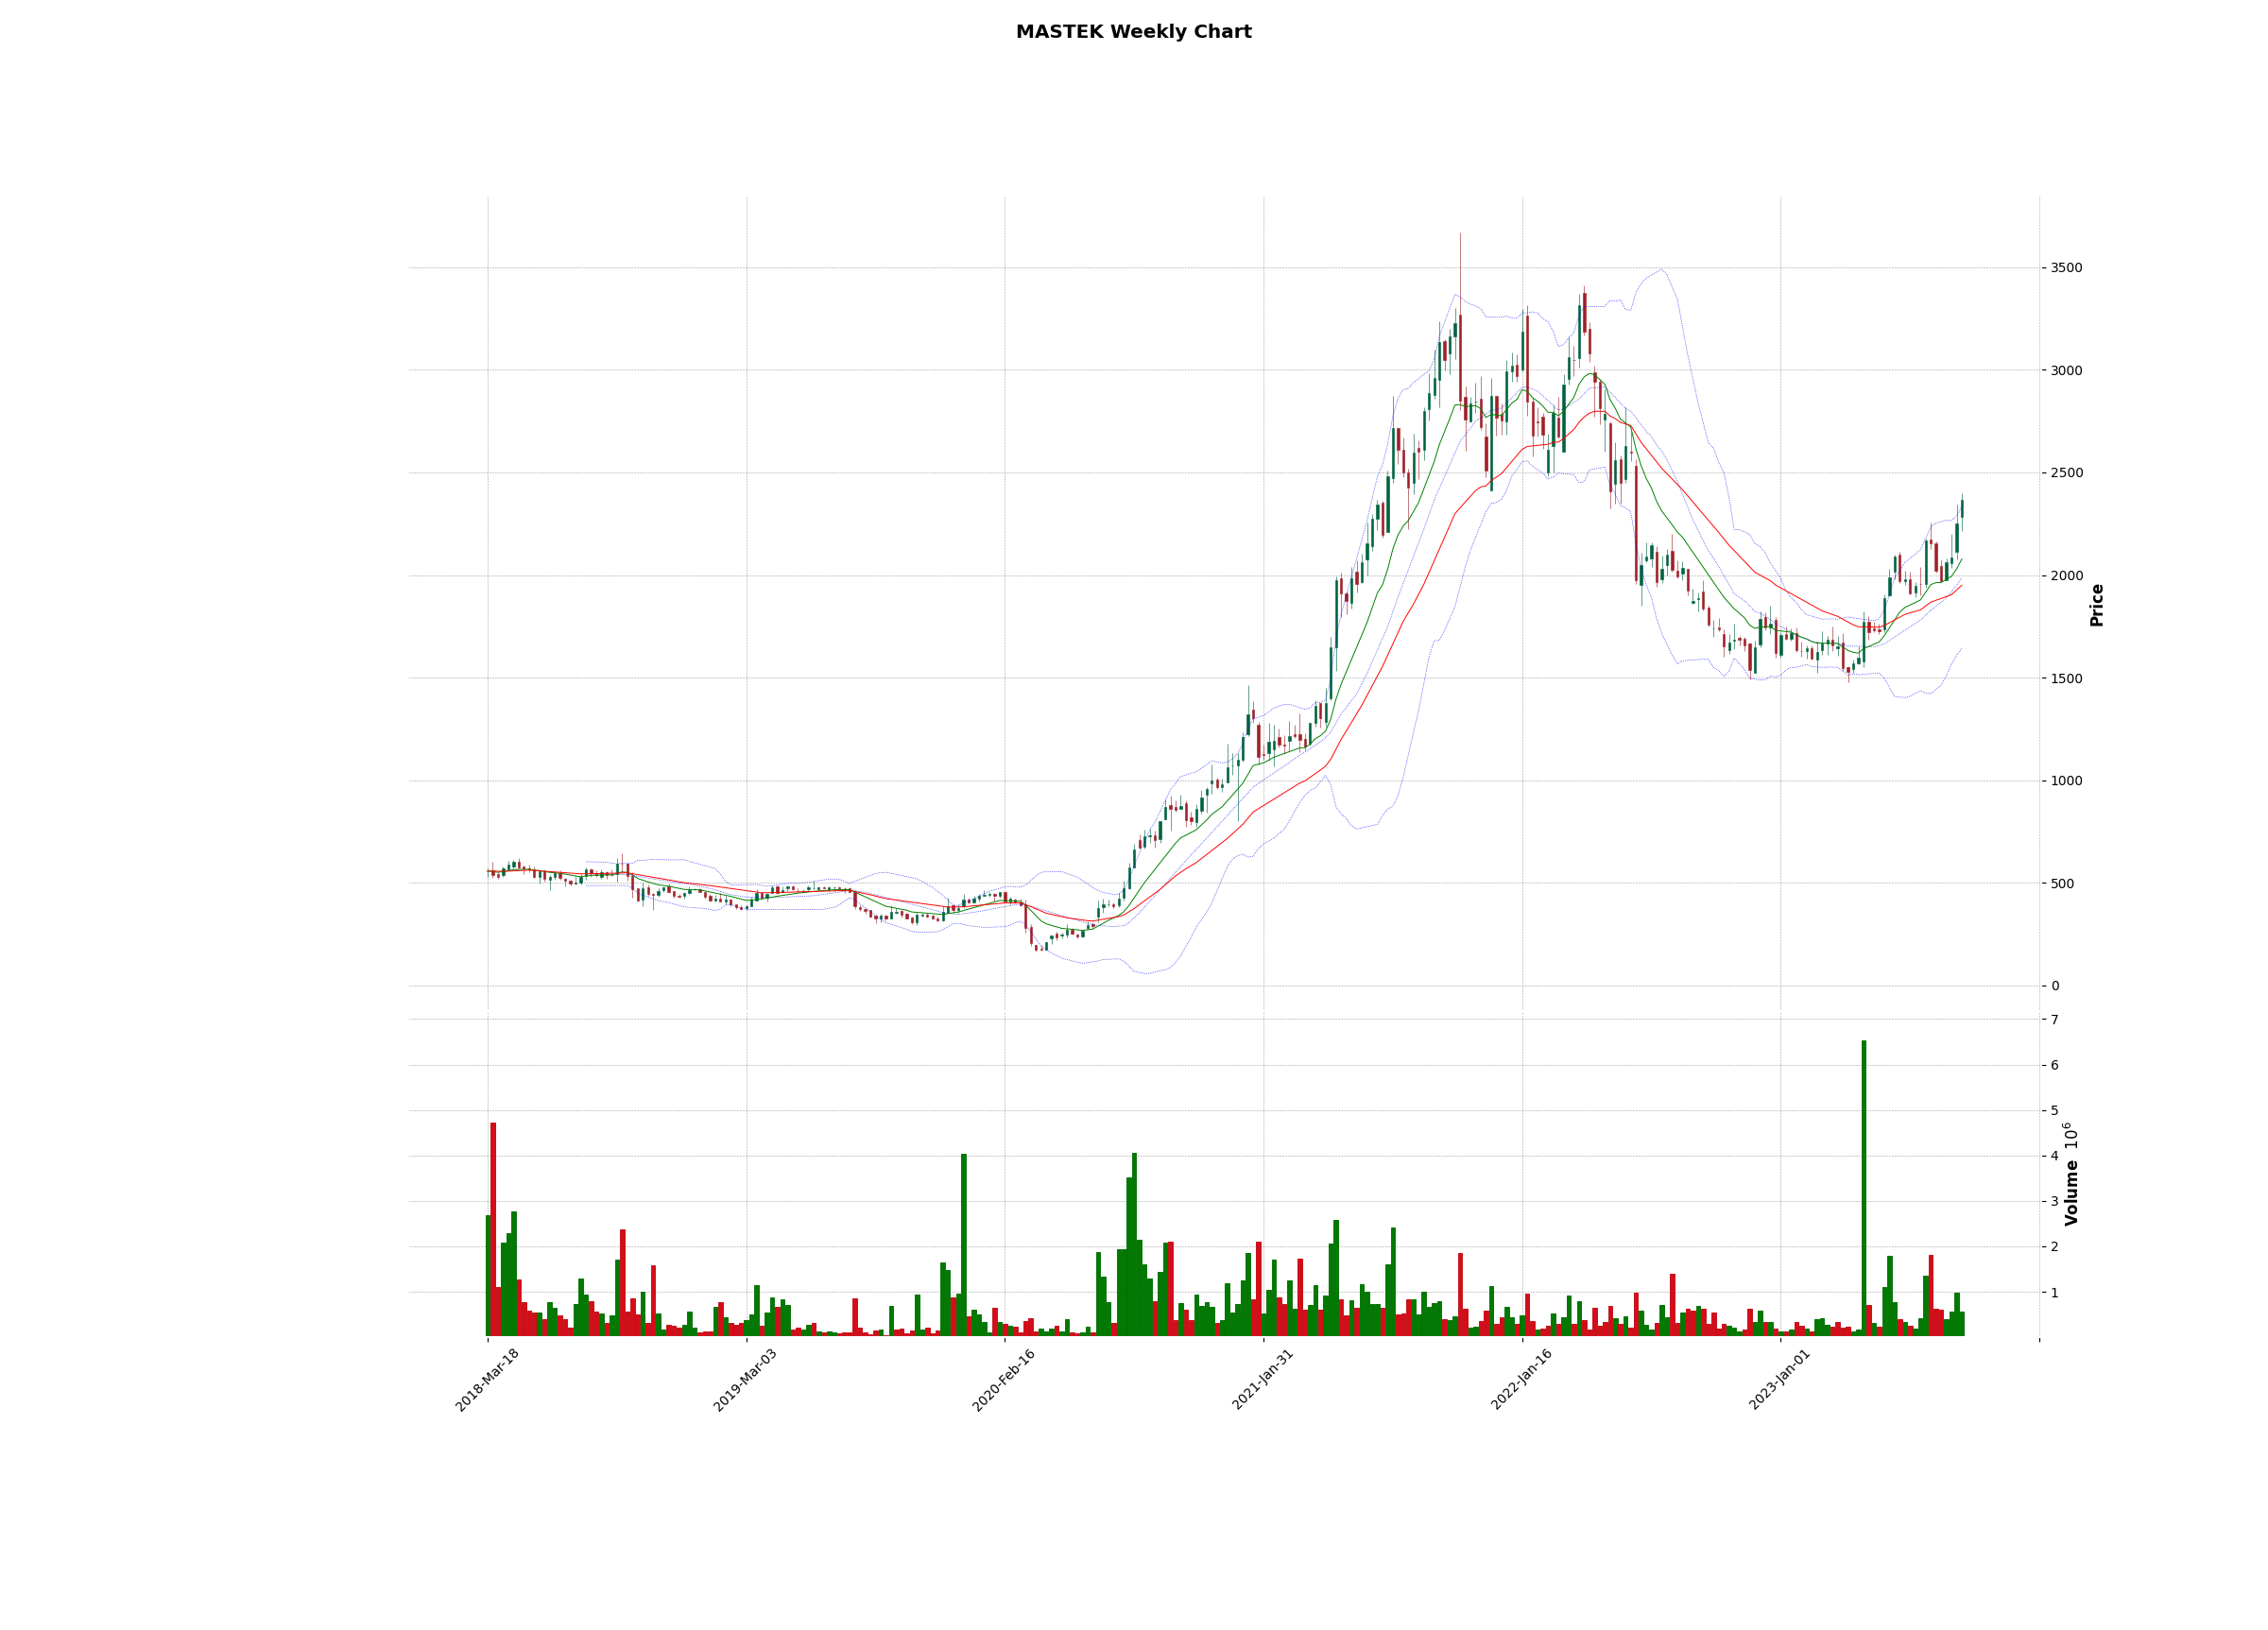 MASTEK Weekly Chart
3500
3000
2500
2000
1500
1000
500
0
Price
7
6
5
4
3
2
1
Volume 10^6
2018-Mar-18
2019-Mar-03
2020-Feb-16
2021-Jan-31
2022-Jan-16
2023-Jan-01